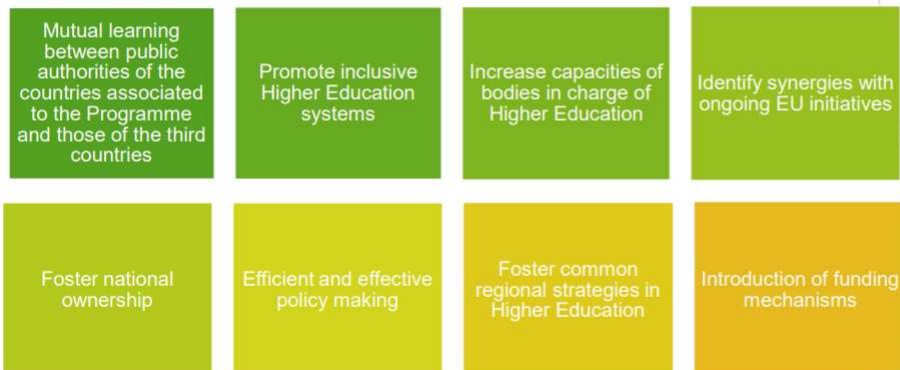 Mutual learning
between public
authorities of the
countries associated
to the Programme
and those of the third
countries
Promote inclusive
Higher Education
systems
Increase capacities of
bodies in charge of
Higher Education
Identify synergies with
ongoing EU initiatives
Foster national
ownership
Efficient and effective
policy making
Foster common
regional strategies in
Higher Education
Introduction of funding
mechanisms